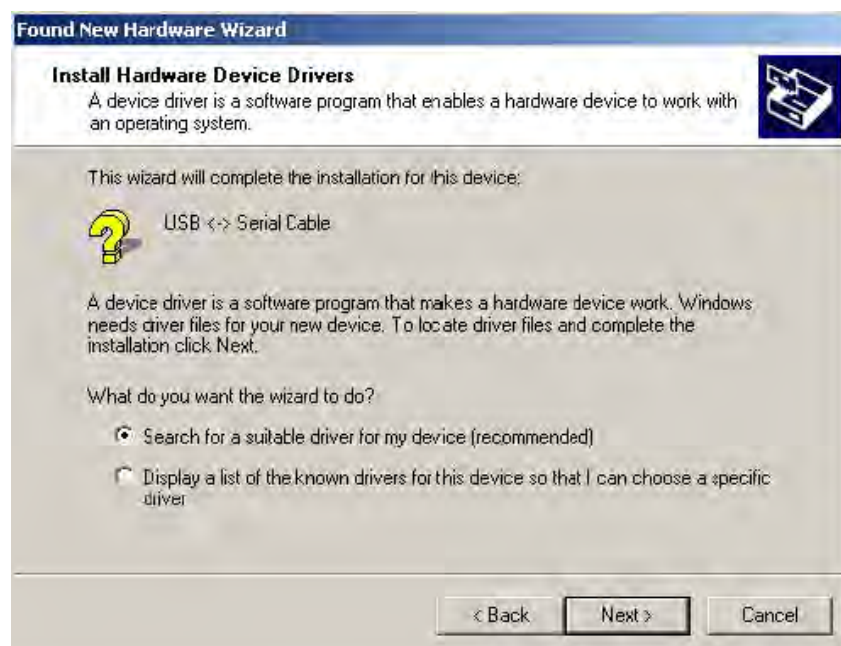 Found New Hardware Wizard
Install Hardware Device Drivers
A device driver is a software program that enables a hardware device to work with
an operating system.
This wizard will complete the installation for this device:
USB <-> Serial Cable
A device driver is a software program that makes a hardware device work. Windows
needs driver files for your new device. To locate driver files and complete the
installation click Next.
What do you want the wizard to do?
Search for a suitable driver for my device (recommended)
Display a list of the known drivers for this device so that I can choose a specific
driver
< Back
Next >
Cancel